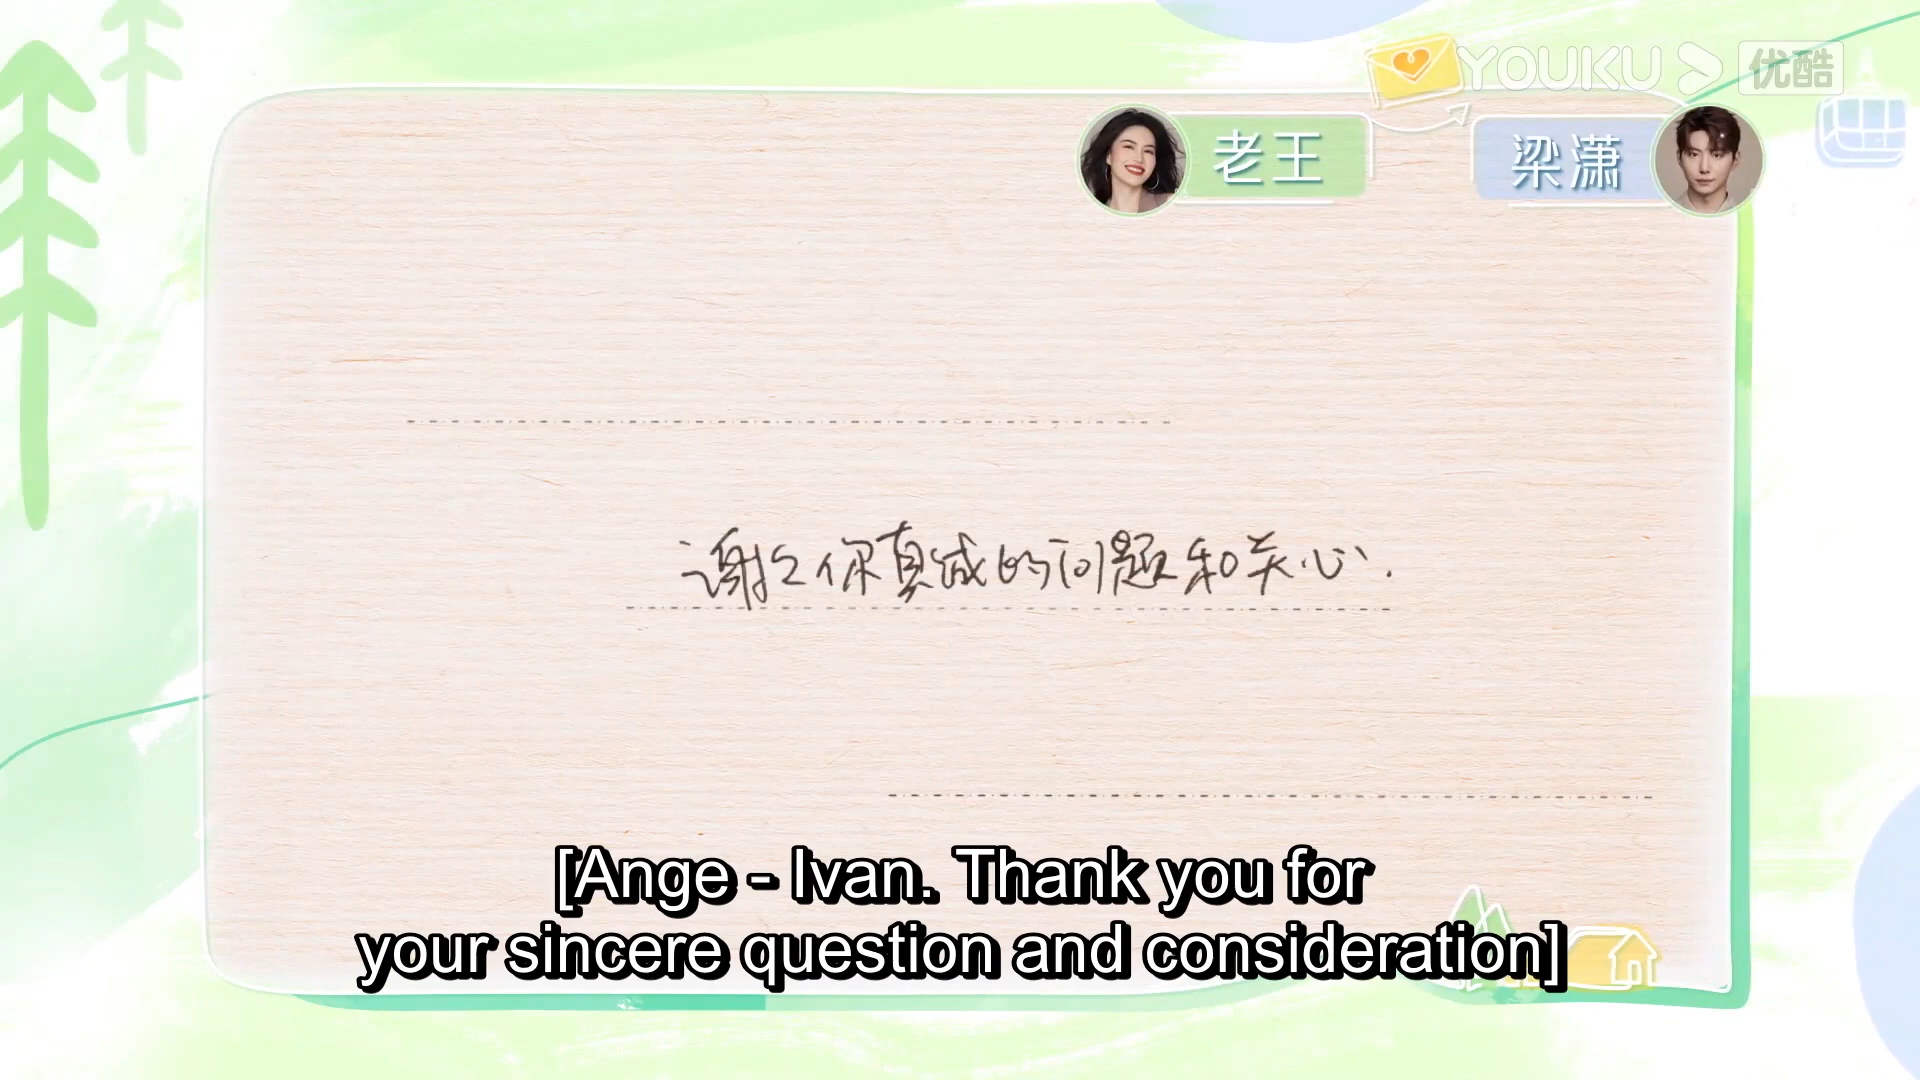 YOUKU 优酷
老王
梁潇
谢谢你真诚的问题和关心.
[Ange - Ivan. Thank you for
your sincere question and consideration]